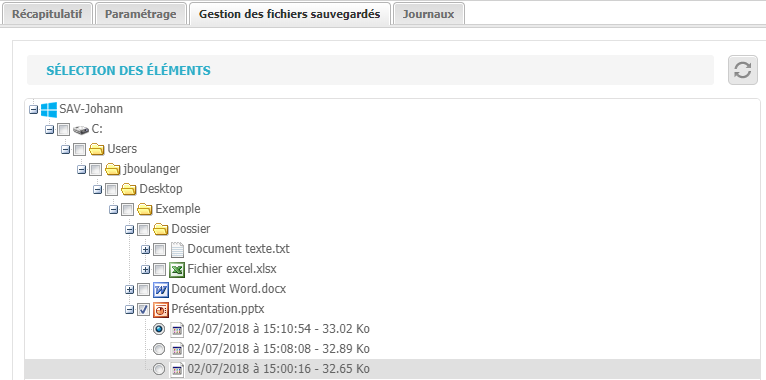 Récapitulatif Paramétrage Gestion des fichiers sauvegardés Journaux
SÉLECTION DES ÉLÉMENTS
SAV-Johann
C:
Users
jboulanger
Desktop
Exemple
Dossier
Document texte.txt
Fichier excel.xlsx
Document Word.docx
Présentation.pptx
02/07/2018 à 15:10:54 - 33.02 Ko
02/07/2018 à 15:08:08 - 32.89 Ko
02/07/2018 à 15:00:16 - 32.65 Ko